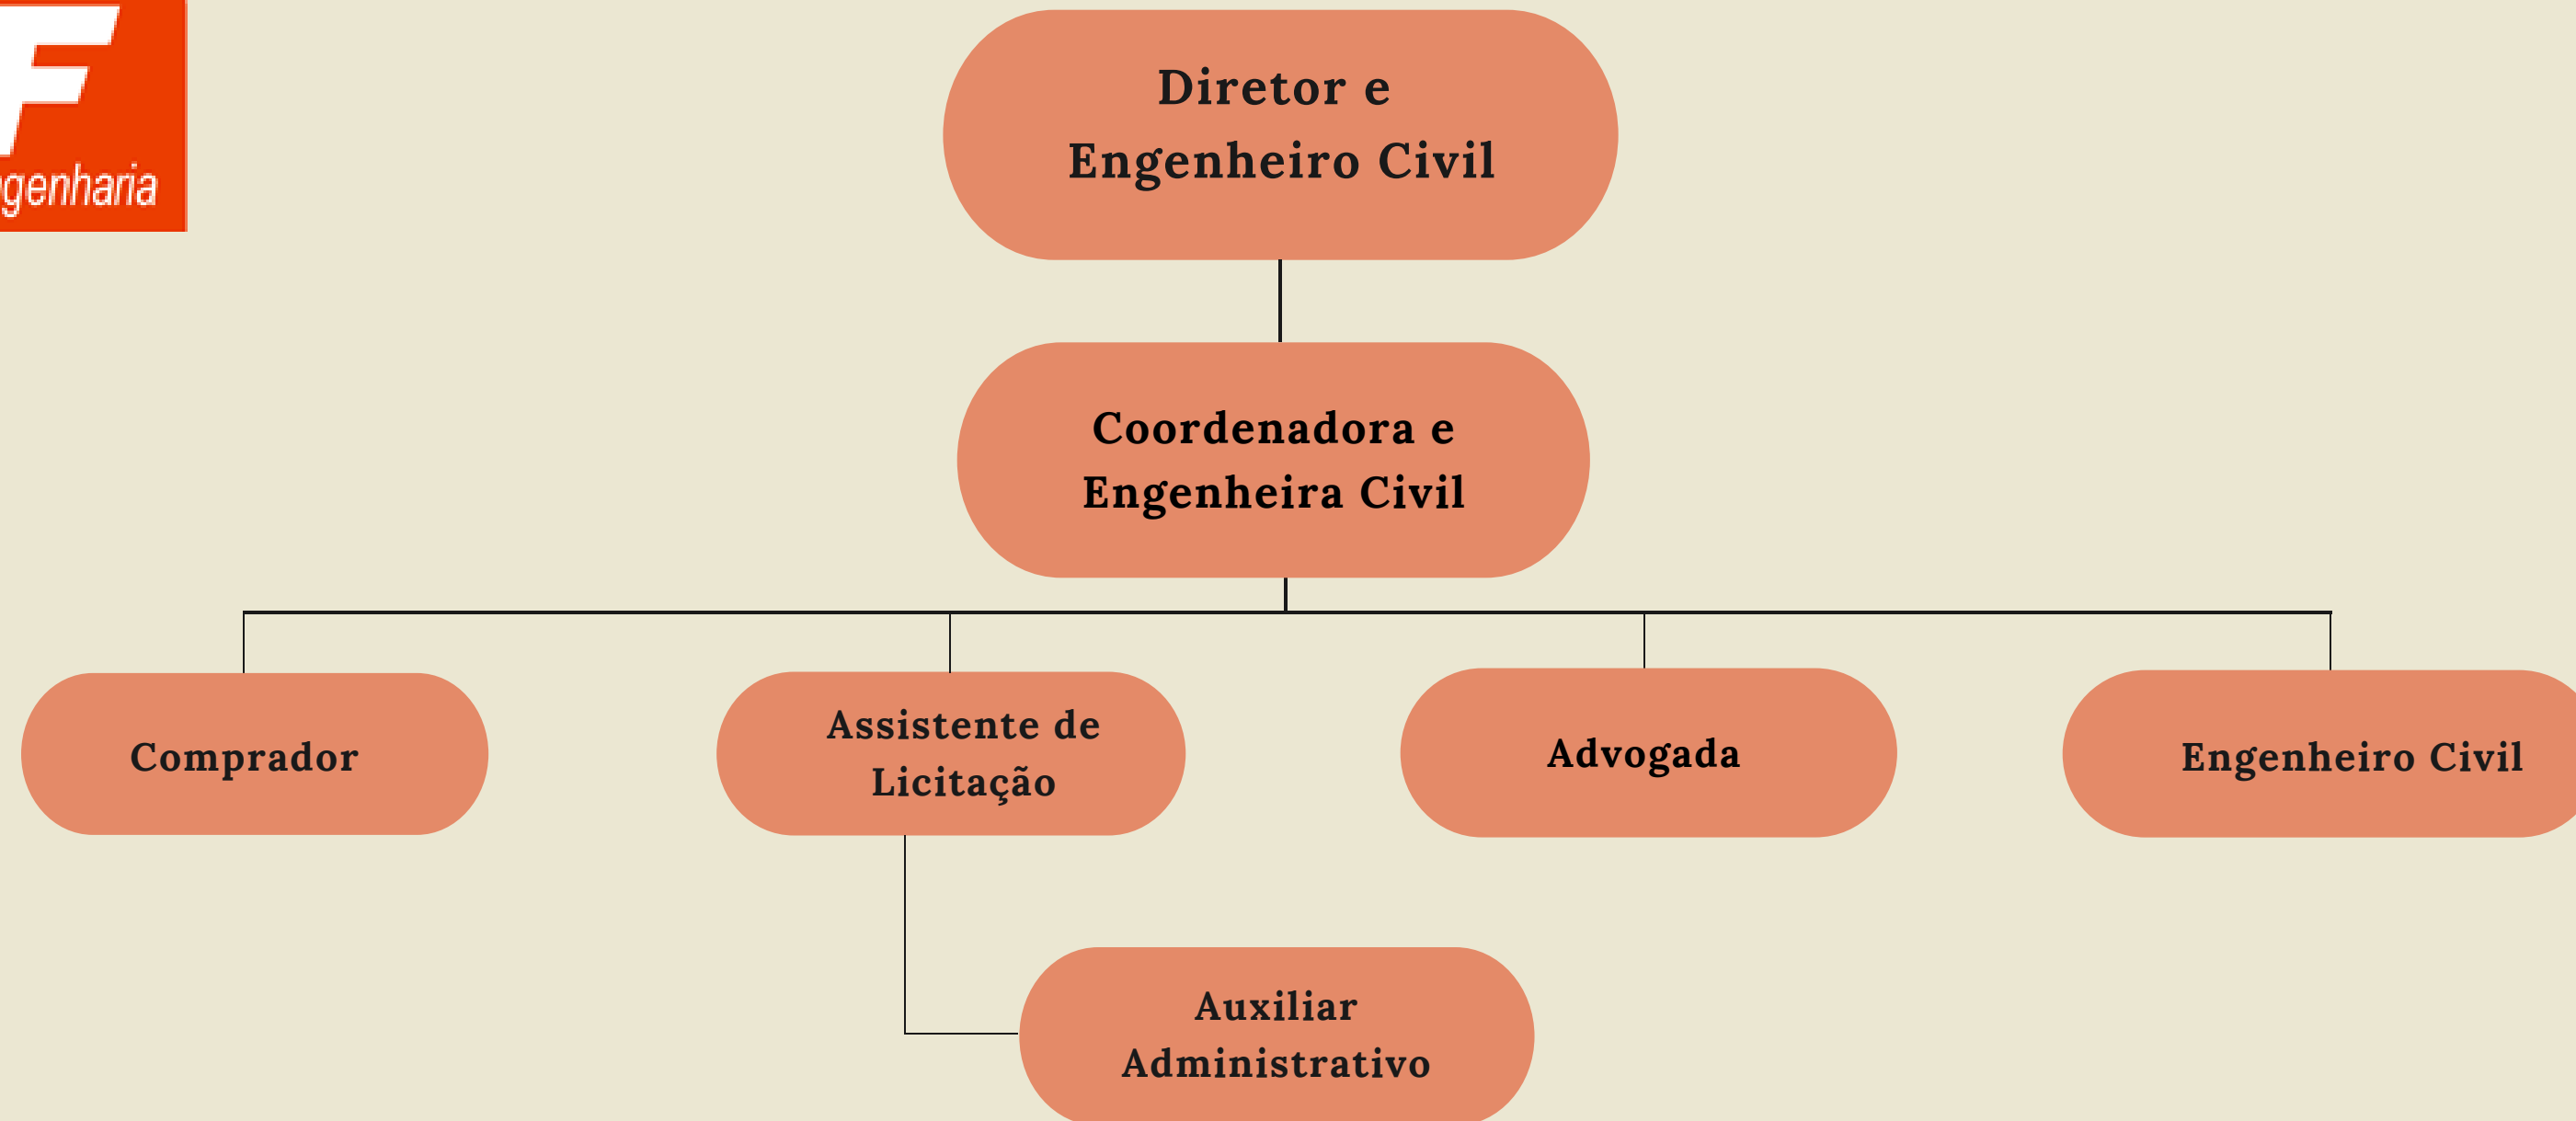 F
genharia
Diretor e
Engenheiro Civil
Coordenadora e
Engenheira Civil
Comprador
Assistente de
Licitação
Advogada
Engenheiro Civil
Auxiliar
Administrativo